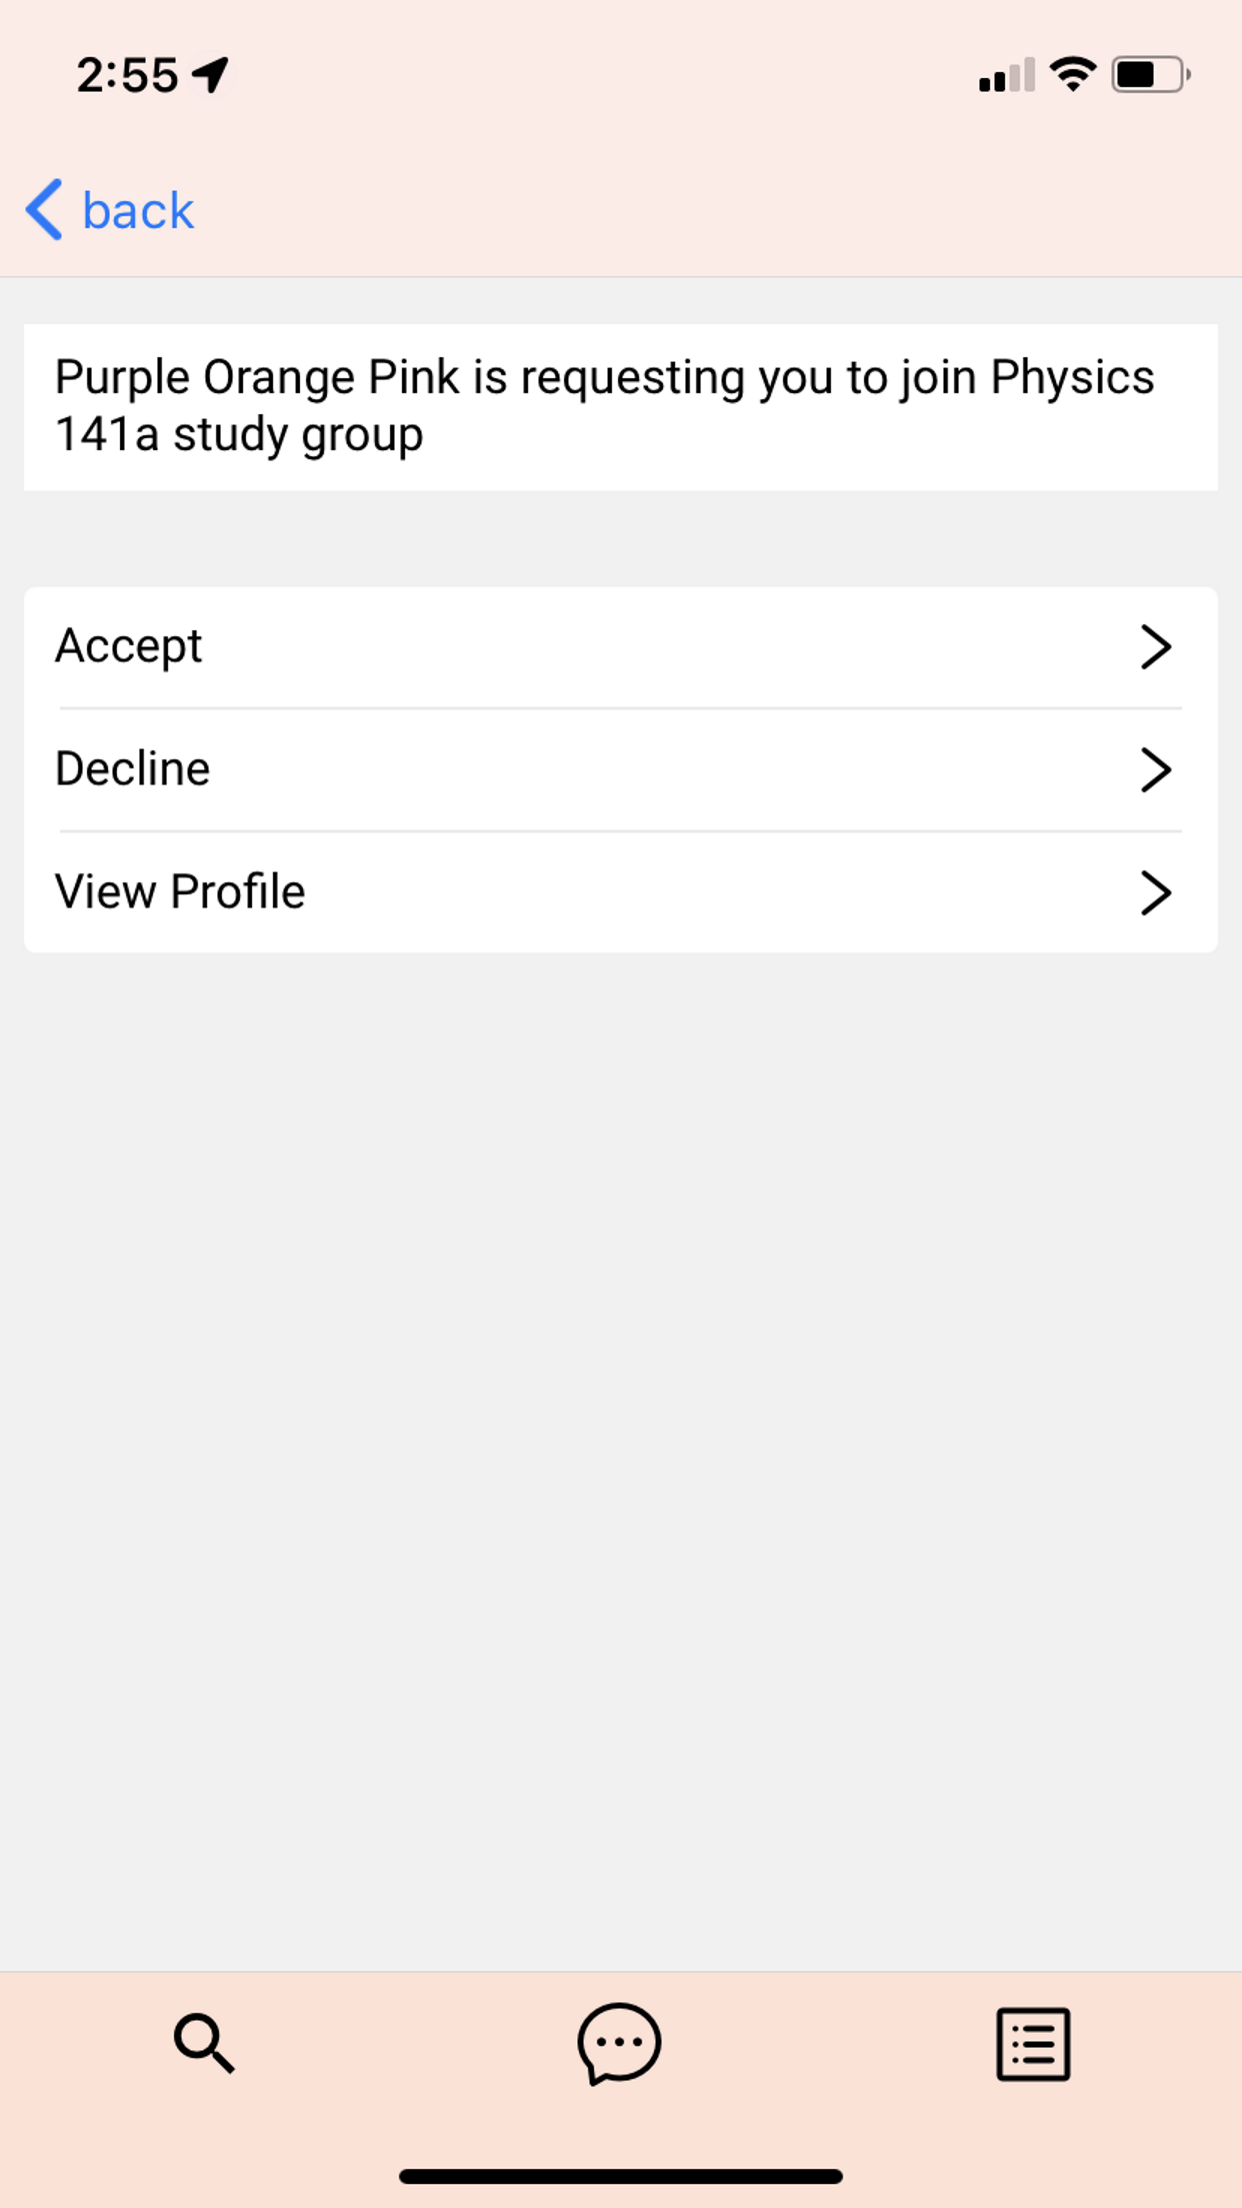 2:55
back
Purple Orange Pink is requesting you to join Physics
141a study group
Accept
Decline
View Profile